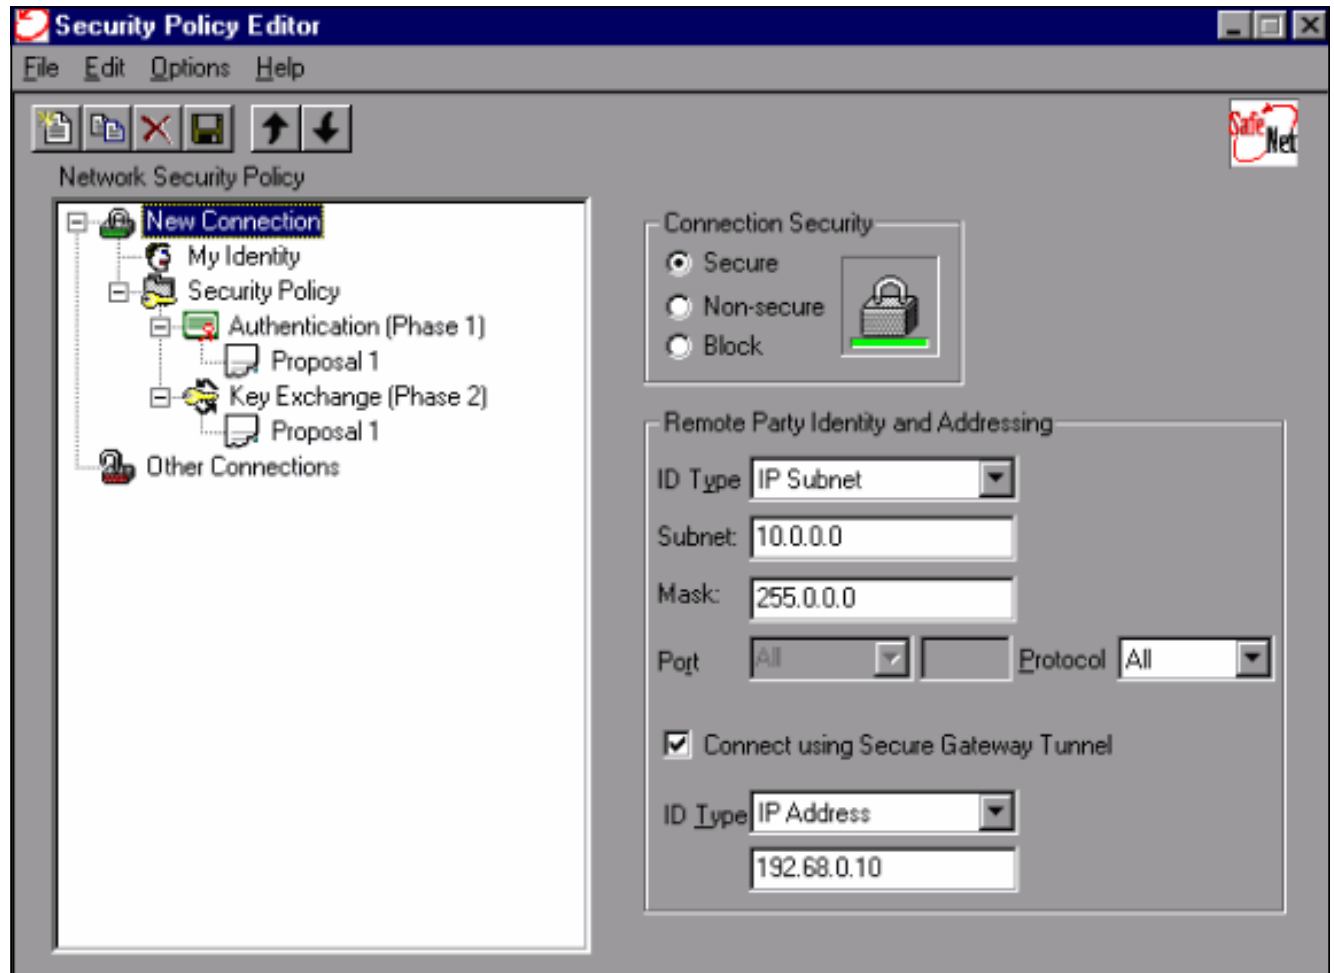 Security Policy Editor
File Edit Options Help
Safe Net
Network Security Policy
New Connection
My Identity
Security Policy
Authentication (Phase 1)
Proposal 1
Key Exchange (Phase 2)
Proposal 1
Other Connections
Connection Security
Secure
Non-secure
Block
Remote Party Identity and Addressing
ID Type IP Subnet
Subnet: 10.0.0.0
Mask: 255.0.0.0
Port All Protocol All
Connect using Secure Gateway Tunnel
ID Type IP Address
192.68.0.10